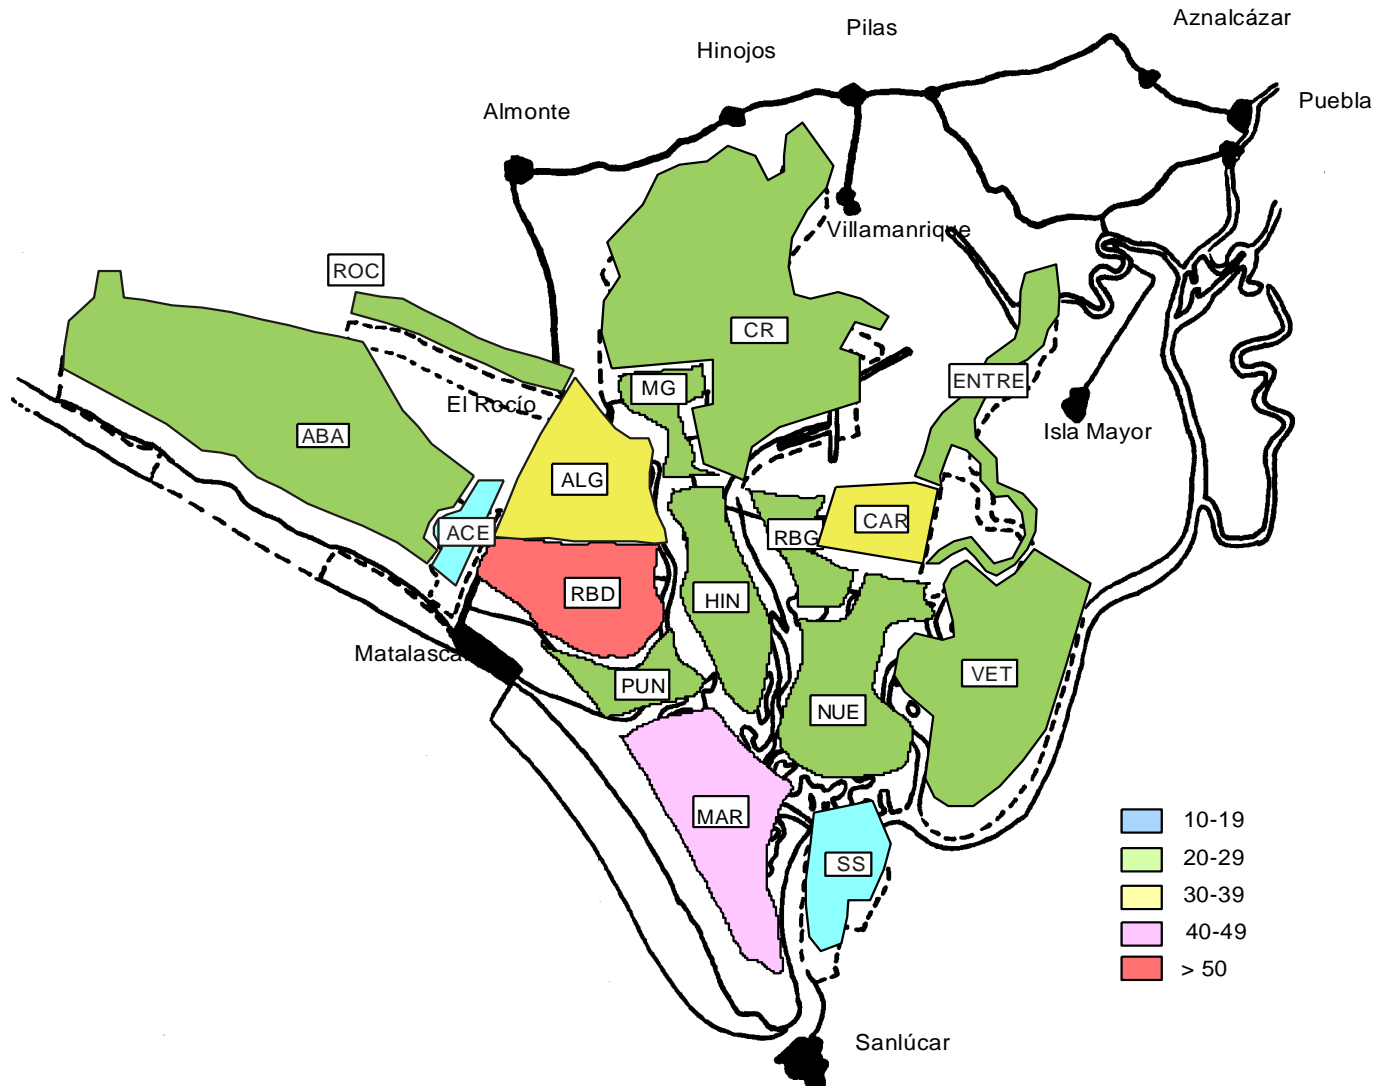 Aznalcázar
Pilas
Hinojos
Puebla
Almonte
Villamanrique
ROC
CR
MG
ENTRE
El Rocío
ABA
Isla Mayor
ALG
ACE
RBG
CAR
RBD
HIN
Matalasca
PUN
VET
NUE
MAR
SS
10-19
20-29
30-39
40-49
> 50
Sanlúcar